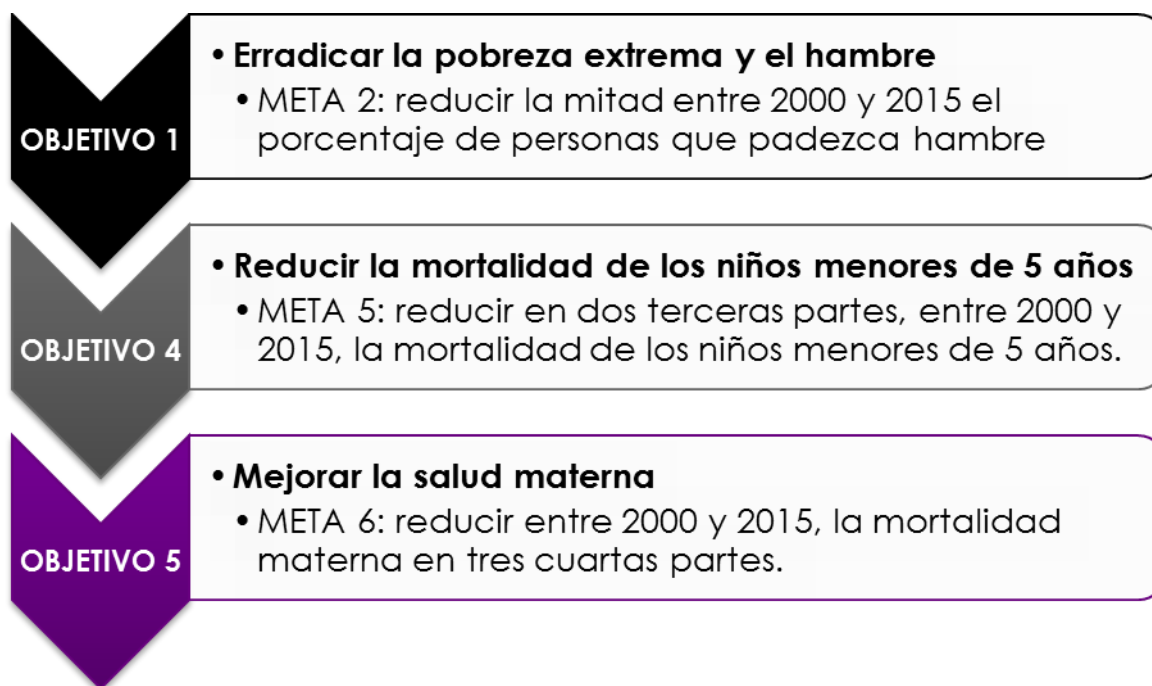 OBJETIVO 1
• Erradicar la pobreza extrema y el hambre
• META 2: reducir la mitad entre 2000 y 2015 el
porcentaje de personas que padezca hambre
OBJETIVO 4
• Reducir la mortalidad de los niños menores de 5 años
• META 5: reducir en dos terceras partes, entre 2000 y
2015, la mortalidad de los niños menores de 5 años.
OBJETIVO 5
• Mejorar la salud materna
• META 6: reducir entre 2000 y 2015, la mortalidad
materna en tres cuartas partes.